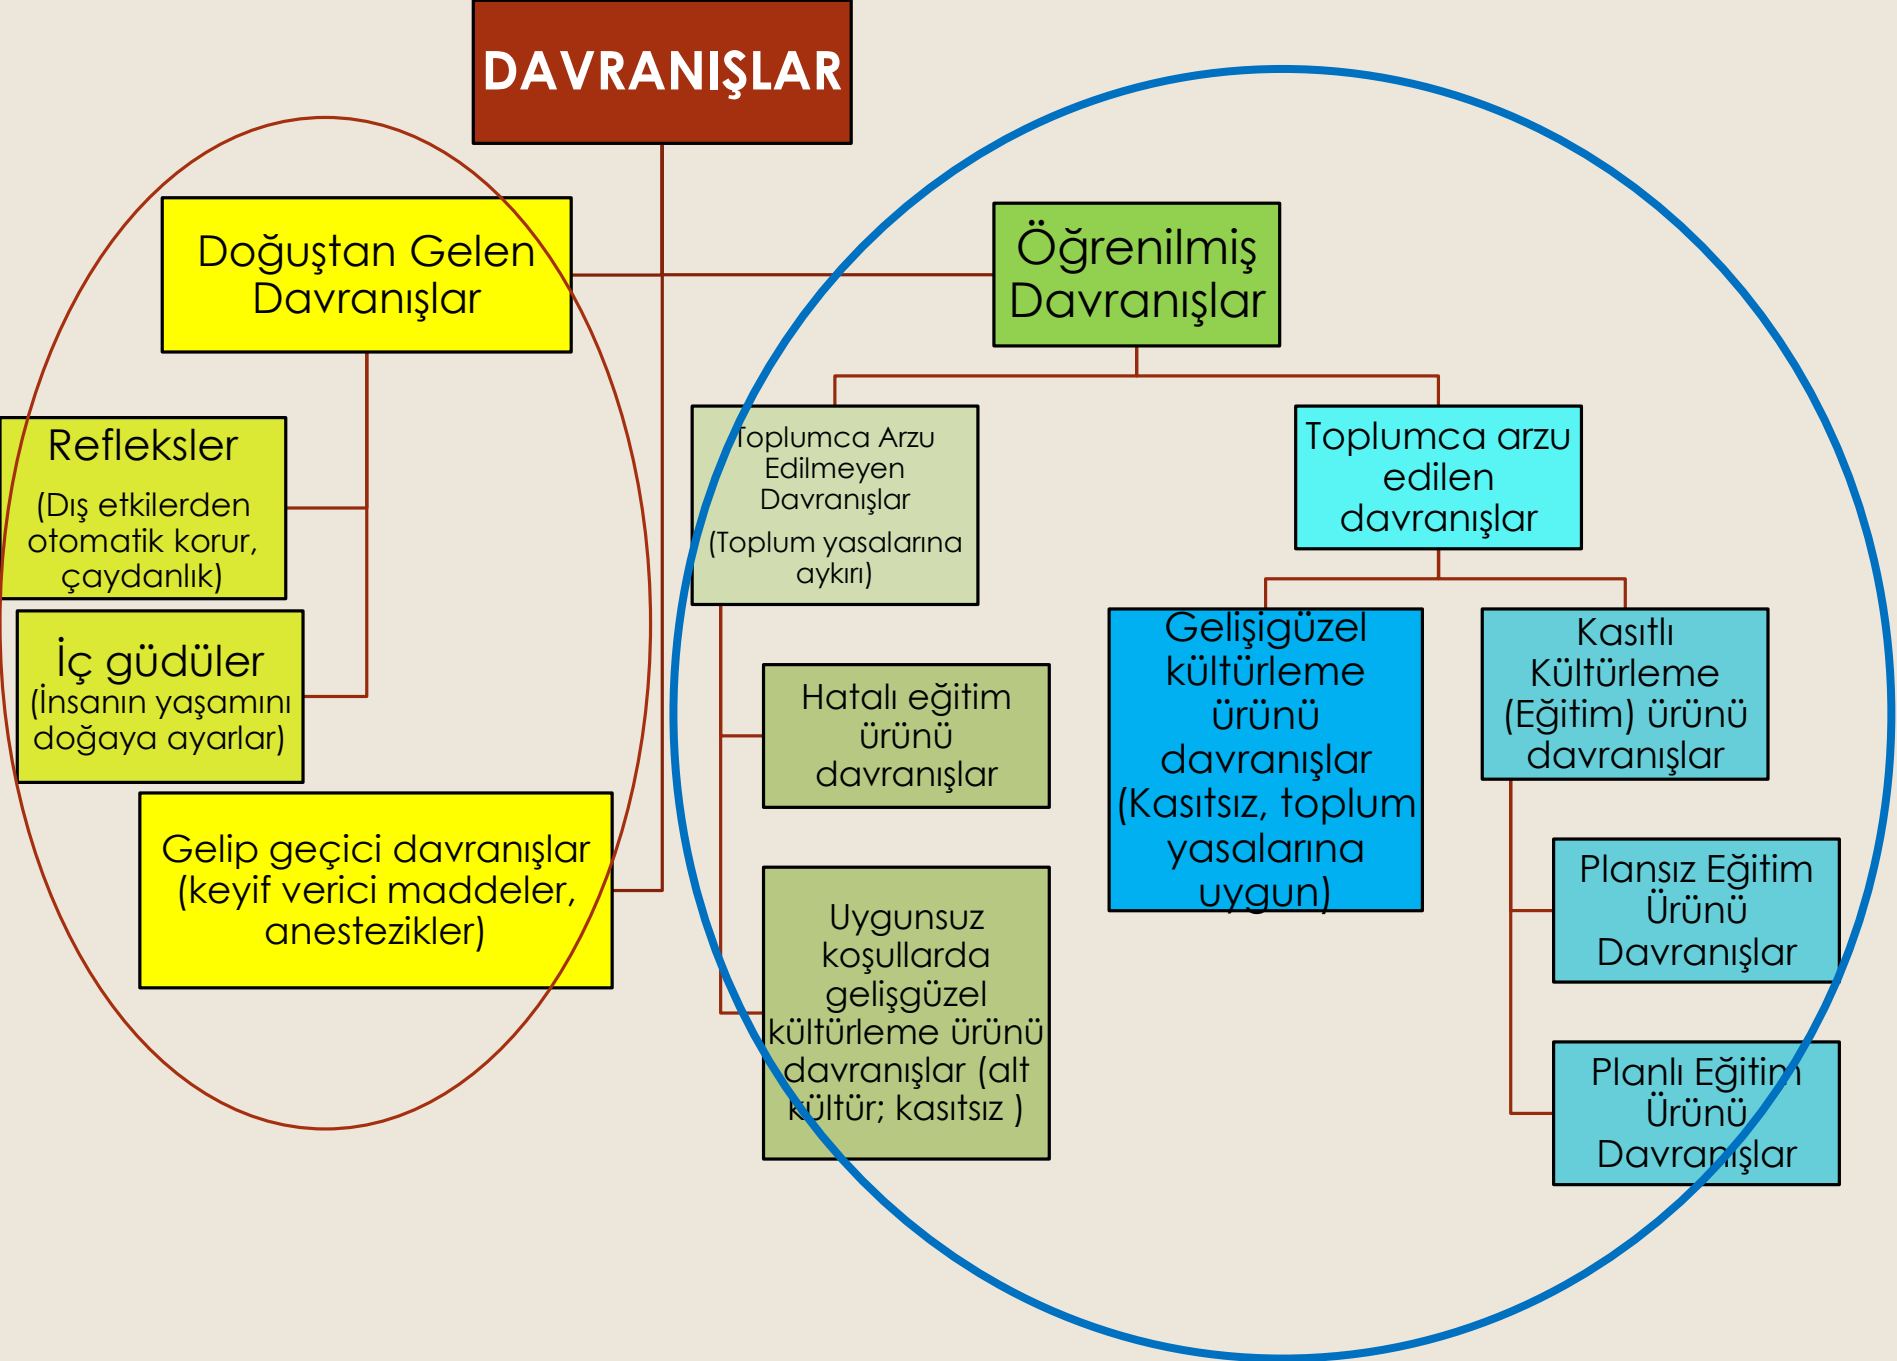 DAVRANIŞLAR
Doğuştan Gelen
Davranışlar
Öğrenilmiş
Davranışlar
Refleksler
(Dış etkilerden
otomatik korur,
çaydanlık)
İç güdüler
(İnsanın yaşamını
doğaya ayarlar)
Gelip geçici davranışlar
(keyif verici maddeler,
anestezikler)
Toplumca Arzu
Edilmeyen
Davranışlar
(Toplum yasalarına
aykırı)
Hatalı eğitim
ürünü
davranışlar
Uygunsuz
koşullarda
gelişgüzel
kültürleme ürünü
davranışlar (alt
kültür; kasıtsız )
Toplumca arzu
edilen
davranışlar
Gelişigüzel
kültürleme
ürünü
davranışlar
(Kasıtsız, toplum
yasalarına
uygun)
Kasıtlı
Kültürleme
(Eğitim) ürünü
davranışlar
Plansız Eğitim
Ürünü
Davranışlar
Planlı Eğitim
Ürünü
Davranışlar